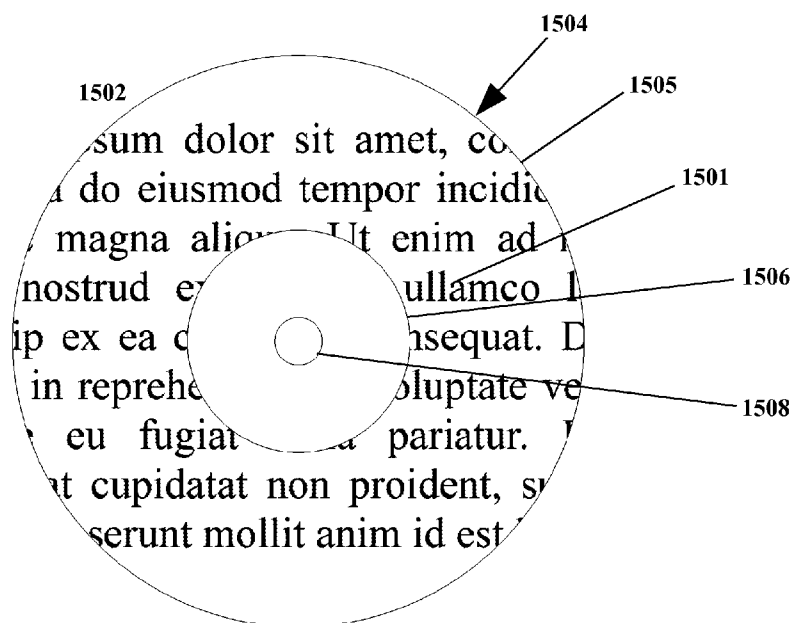 1504
1502
1505
sum dolor sit amet, co
do eiusmod tempor incidi
1501
magna aliqu Ut enim ad
nostrud ex ullamco
1506
ip ex ea c nsequat. D
in reprehe oluptate ve
1508
eu fugiat pariatur.
at cupidatat non proident, su
serunt mollit anim id est